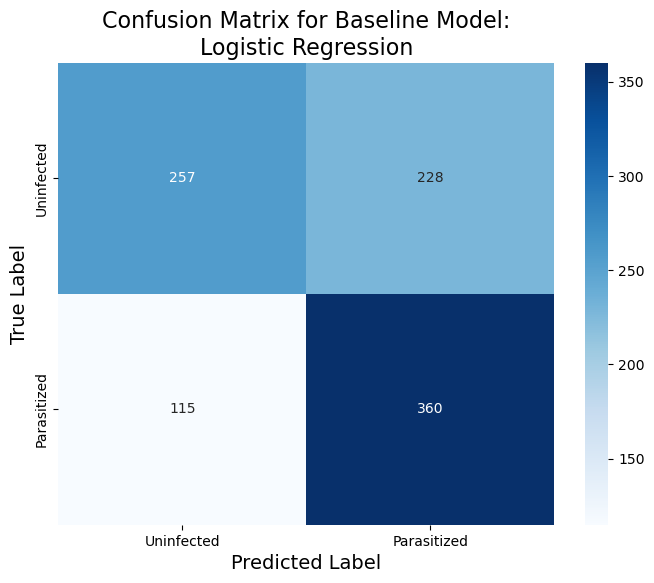 Confusion Matrix for Baseline Model:
Logistic Regression
True Label
Uninfected
Parasitized
257
228
115
360
Uninfected
Parasitized
Predicted Label
350
300
250
200
150